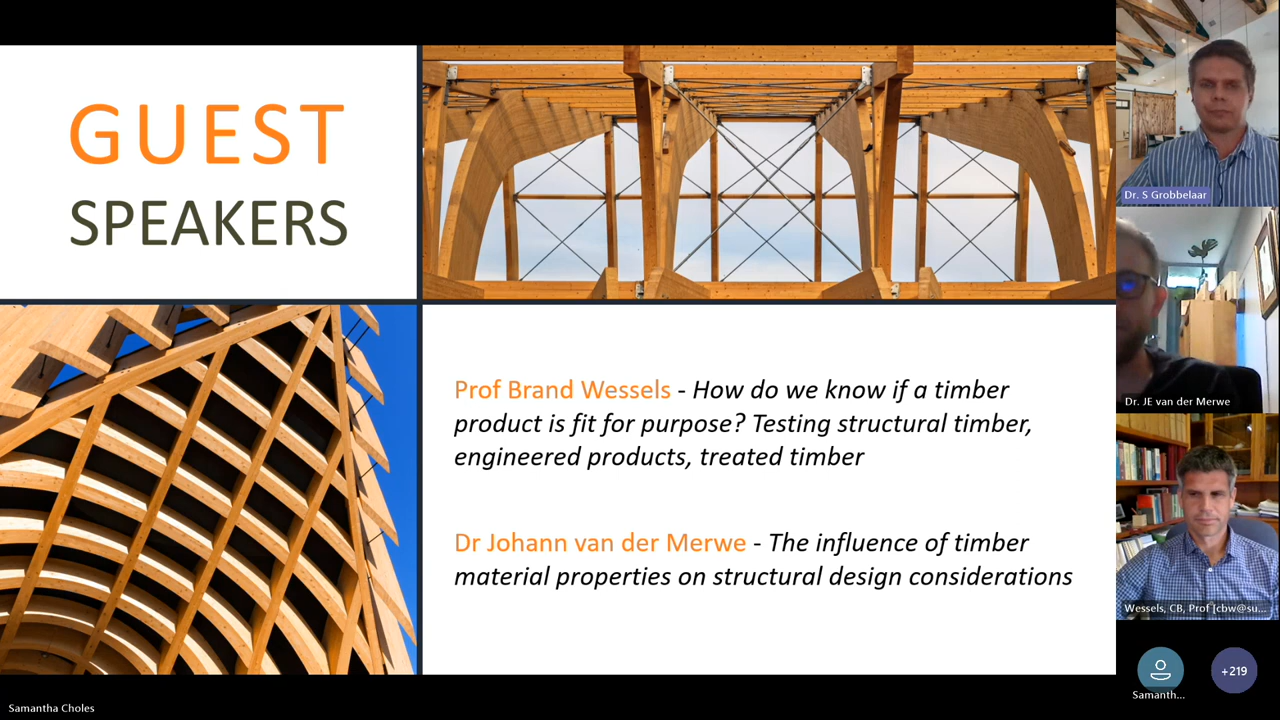 GUEST
SPEAKERS
Prof Brand Wessels - How do we know if a timber
product is fit for purpose? Testing structural timber,
engineered products, treated timber
Dr Johann van der Merwe - The influence of timber
material properties on structural design considerations
Dr. S Grobbelaar
Dr. JE van der Merwe
Wessels, CB, Prof [cbw@su...
Samanth...
+219
Samantha Choles